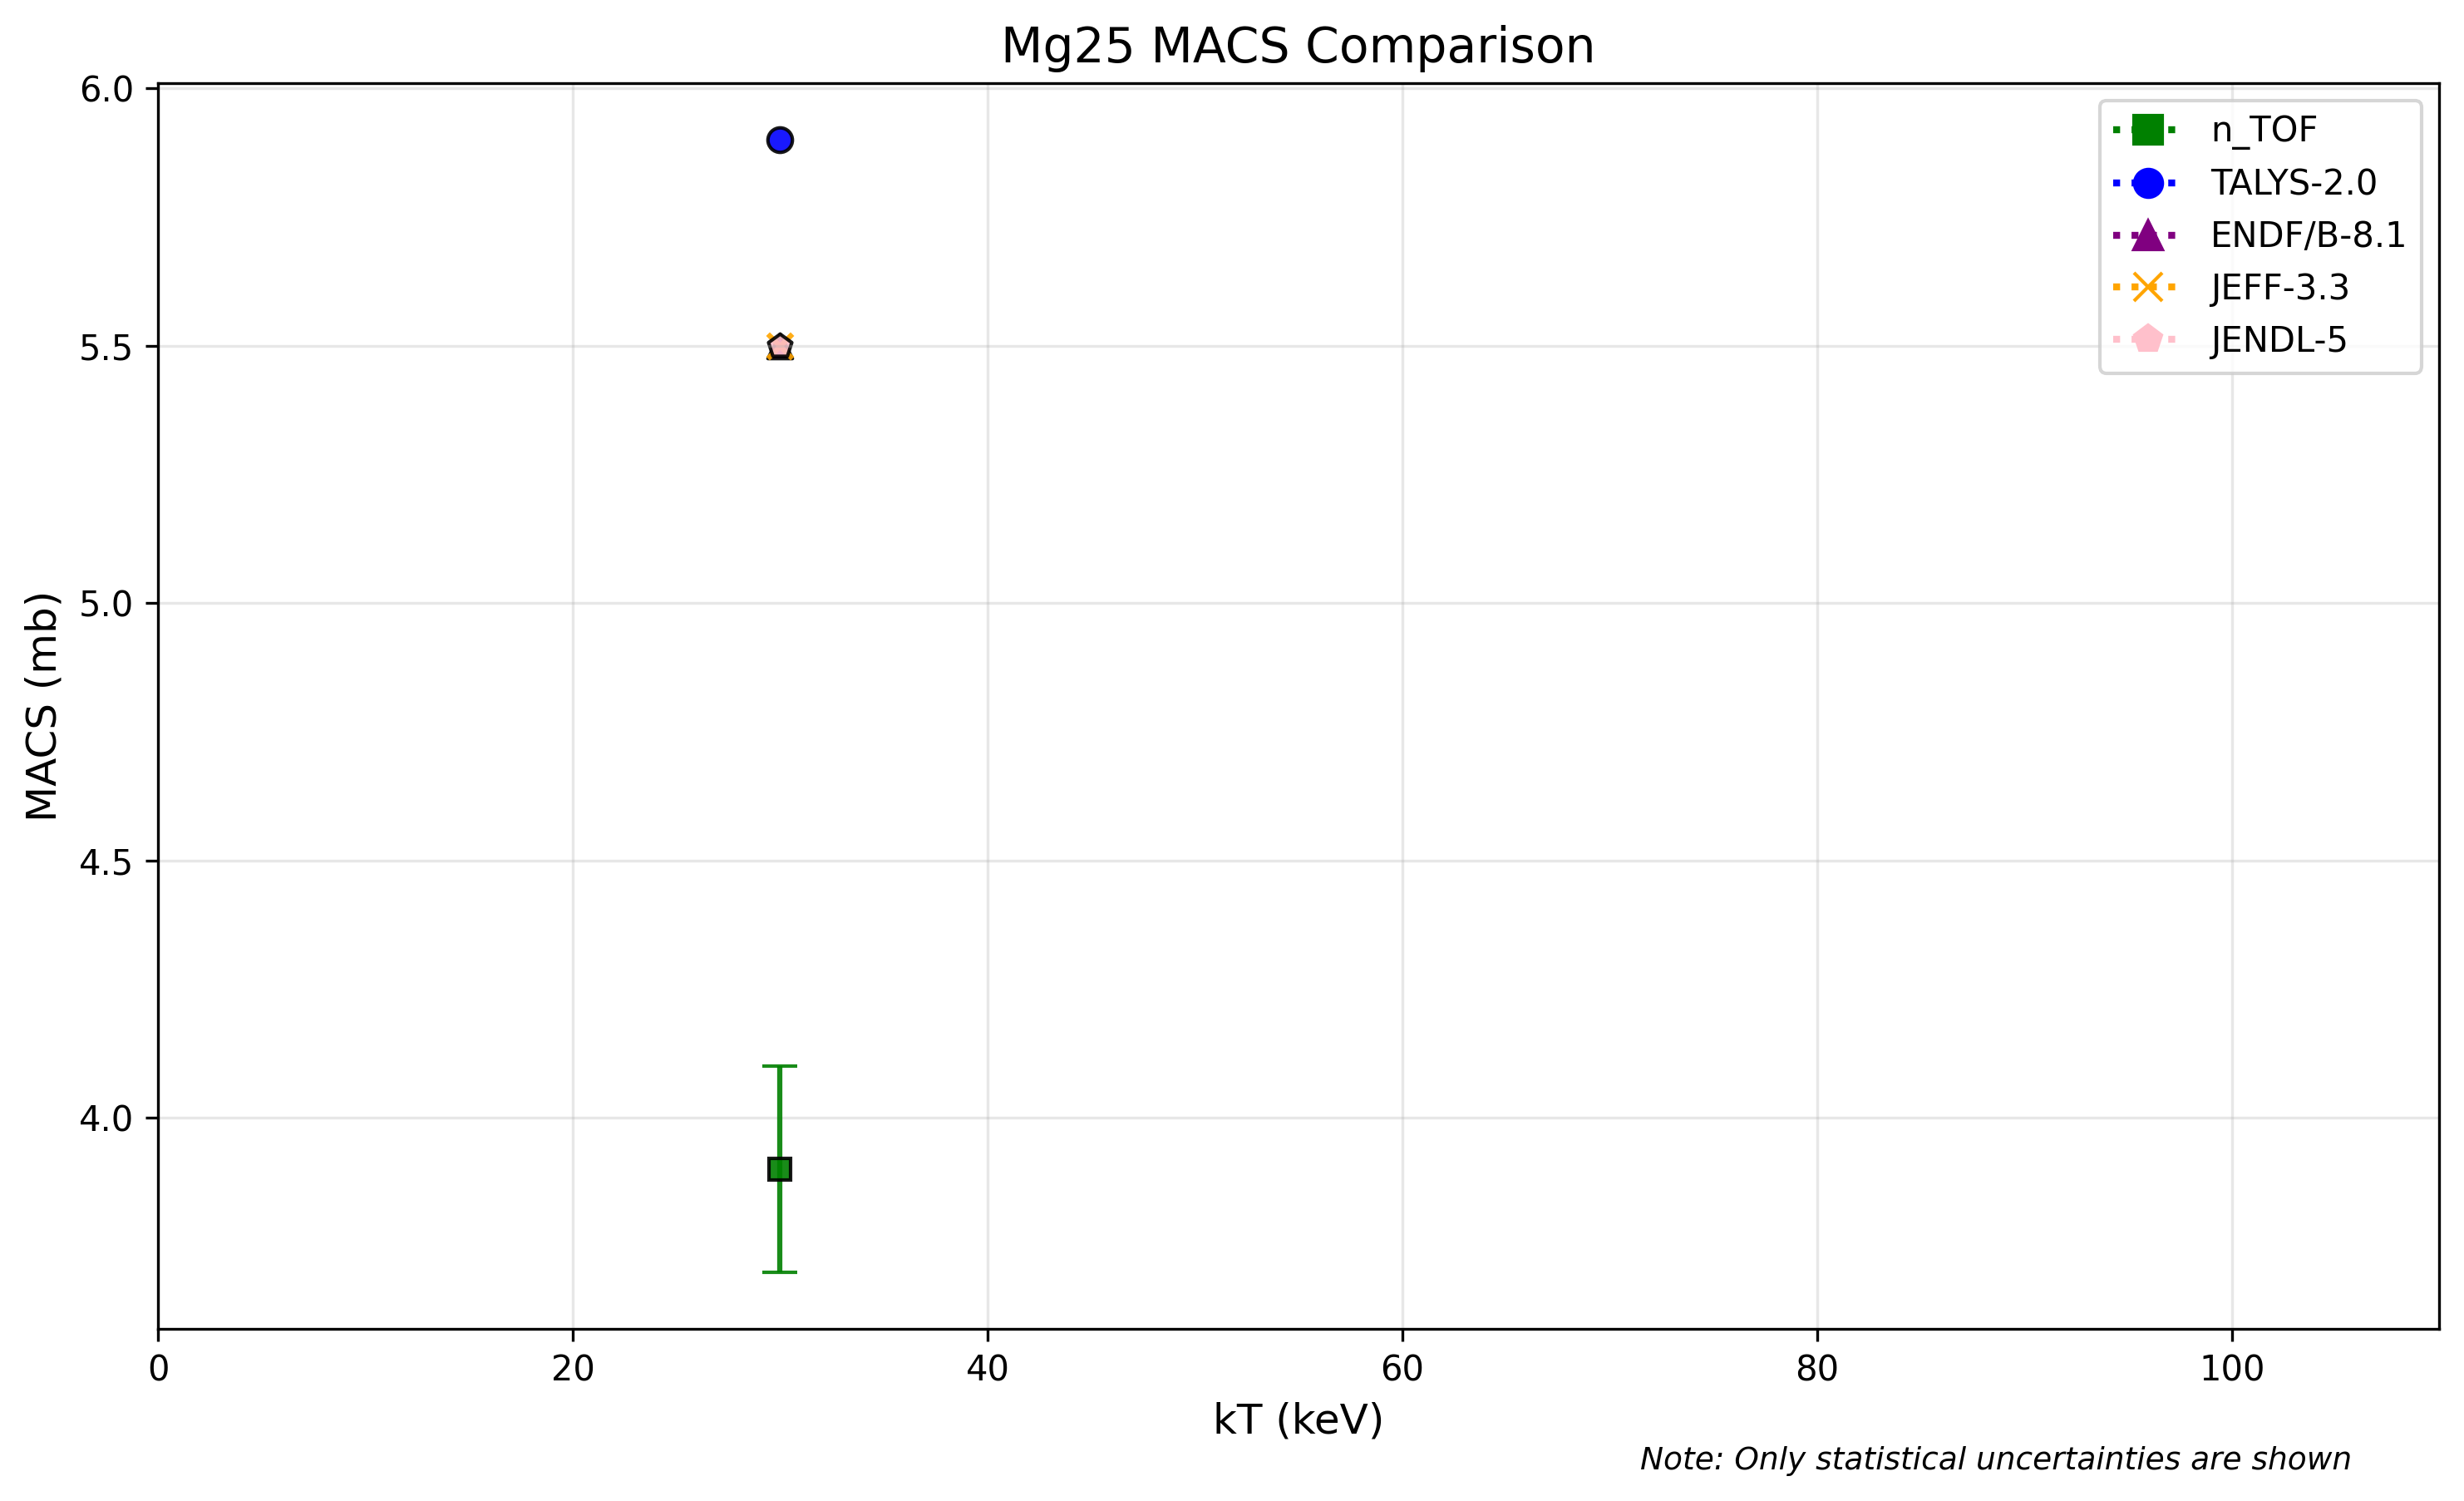 Mg25 MACS Comparison
6.0
5.5
5.0
4.5
4.0
MACS (mb)
n_TOF
TALYS-2.0
ENDF/B-8.1
JEFF-3.3
JENDL-5
0 20 40 60 80 100
kT (keV)
Note: Only statistical uncertainties are shown